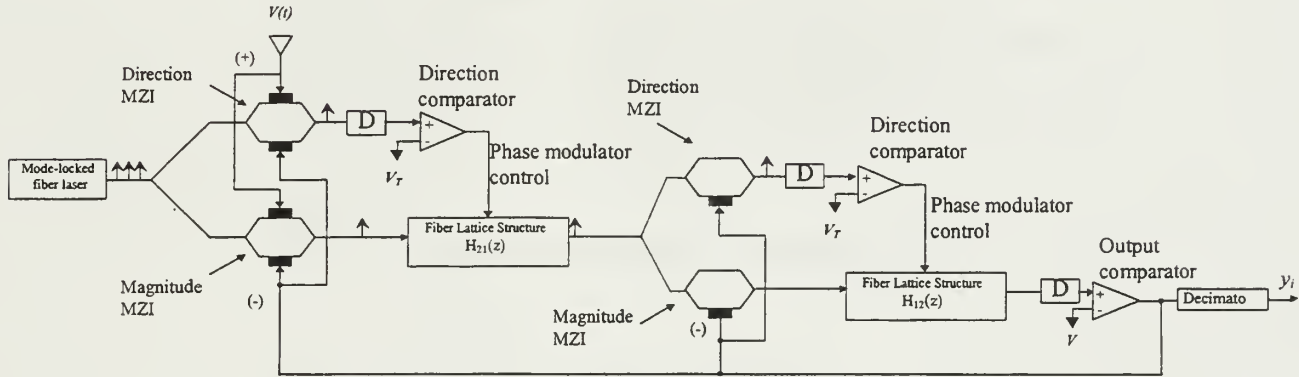 V(t)
(+)
Direction
MZI
Direction
comparator
D
+
-
V_T
Phase modulator
control
Mode-locked
fiber laser
Fiber Lattice Structure
H₂₁(z)
Magnitude
MZI
(-)
Direction
MZI
Direction
comparator
D
+
-
V_T
Phase modulator
control
Fiber Lattice Structure
H₁₂(z)
Magnitude
MZI
(-)
Output
comparator
D
+
-
V
Decimato
y_i